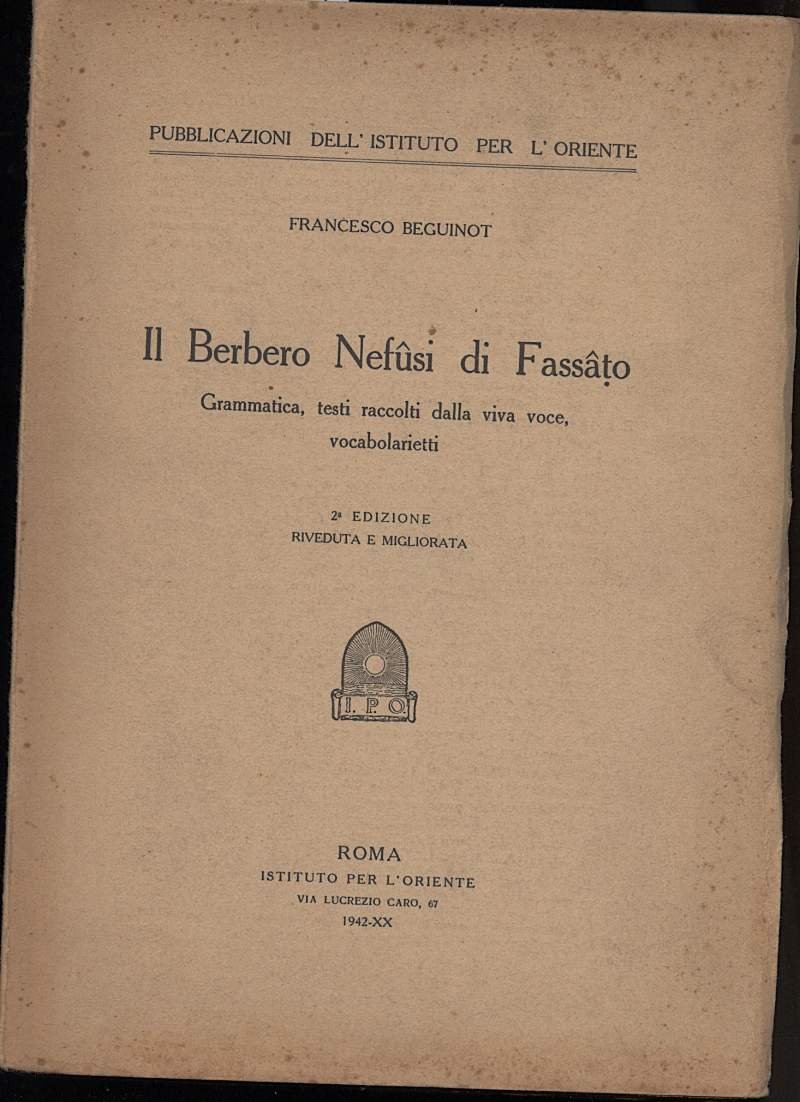 PUBBLICAZIONI DELL' ISTITUTO PER L' ORIENTE
FRANCESCO BEGUINOT
Il Berbero Nefûsi di Fassâṭo
Grammatica, testi raccolti dalla viva voce,
vocabolarietti
2ª EDIZIONE
RIVEDUTA E MIGLIORATA
I. P. O.
ROMA
ISTITUTO PER L'ORIENTE
VIA LUCREZIO CARO, 67
1942-XX